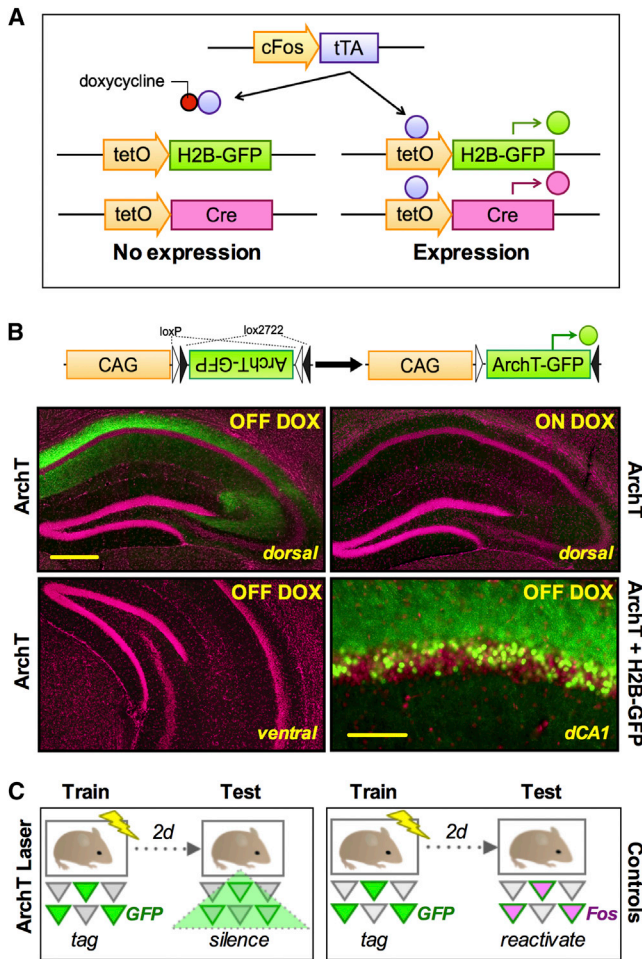 A
cFos
tTA
doxycycline
tetO
H2B-GFP
tetO
H2B-GFP
tetO
Cre
tetO
Cre
No expression
Expression
B
loxP
lox2722
CAG
ArchT-GFP
CAG
ArchT-GFP
OFF DOX
ArchT
dorsal
ON DOX
ArchT
dorsal
OFF DOX
ArchT
ventral
OFF DOX
ArchT + H2B-GFP
dCA1
C
ArchT Laser
Train
2d
Test
GFP
tag
silence
Train
2d
Test
GFP
Fos
tag
reactivate
Controls